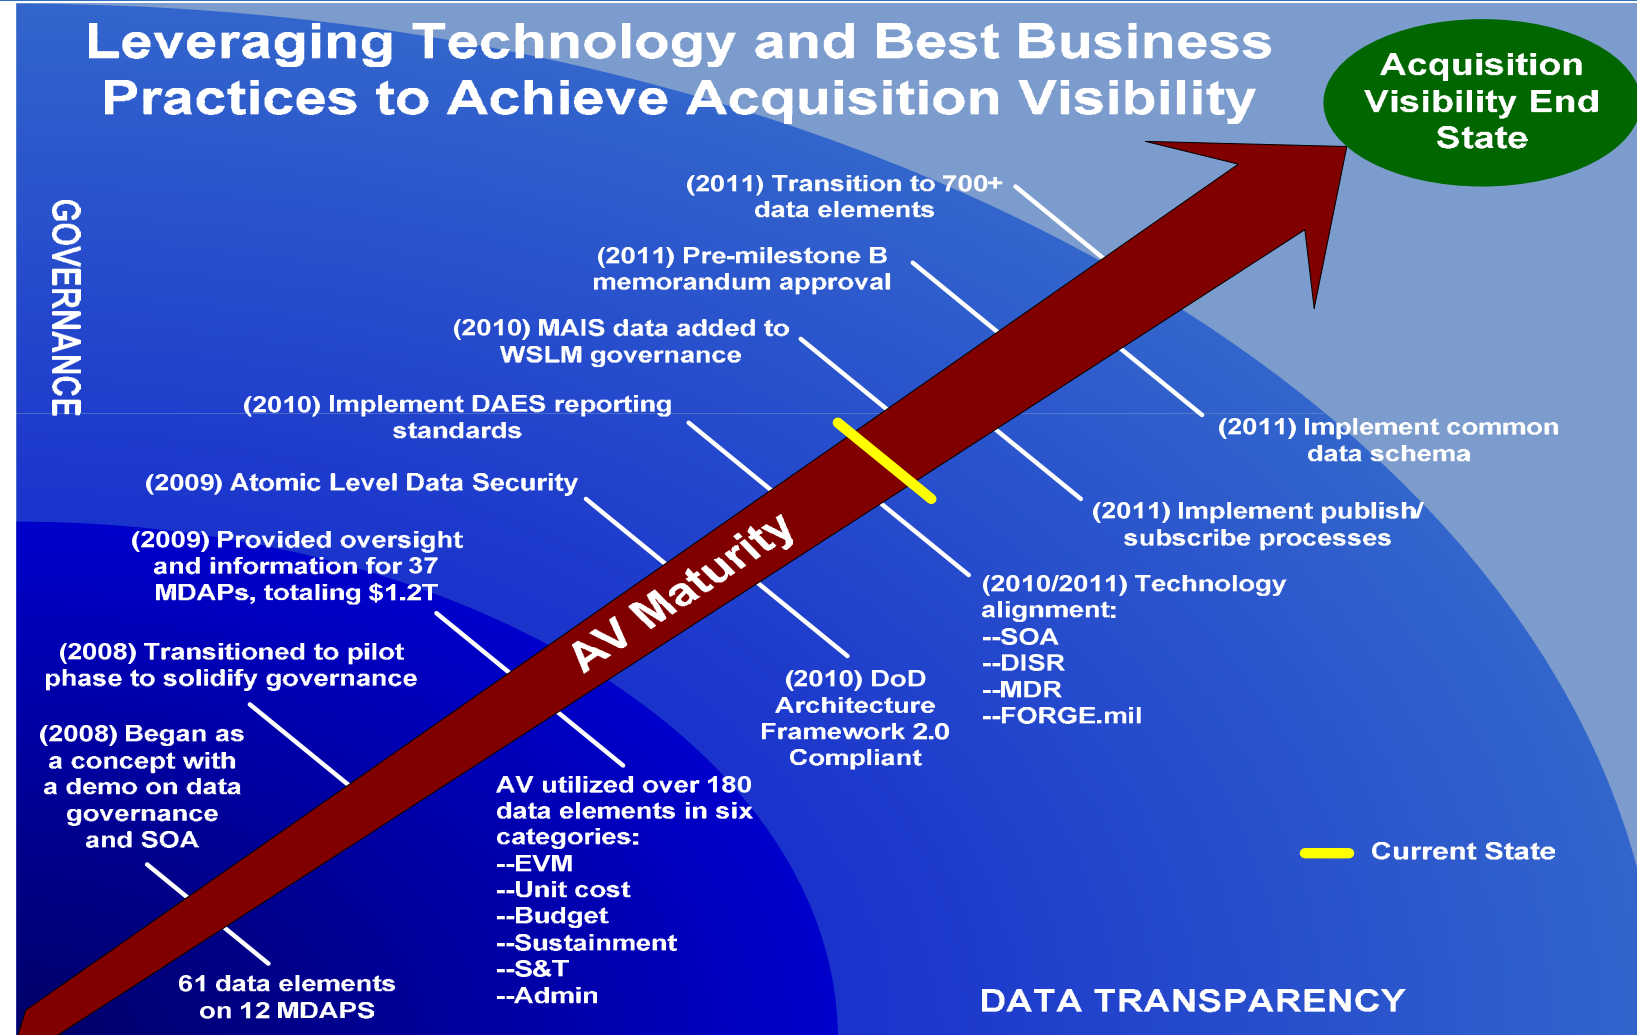 Leveraging Technology and Best Business
Practices to Achieve Acquisition Visibility
Acquisition
Visibility End
State
GOVERNANCE
(2011) Transition to 700+
data elements
(2011) Pre-milestone B
memorandum approval
(2010) MAIS data added to
WSLM governance
(2010) Implement DAES reporting
standards
(2009) Atomic Level Data Security
(2009) Provided oversight
and information for 37
MDAPs, totaling $1.2T
(2008) Transitioned to pilot
phase to solidify governance
(2008) Began as
a concept with
a demo on data
governance
and SOA
AV Maturity
(2011) Implement common
data schema
(2011) Implement publish/
subscribe processes
(2010/2011) Technology
alignment:
--SOA
--DISR
--MDR
--FORGE.mil
(2010) DoD
Architecture
Framework 2.0
Compliant
AV utilized over 180
data elements in six
categories:
--EVM
--Unit cost
--Budget
--Sustainment
--S&T
--Admin
61 data elements
on 12 MDAPS
Current State
DATA TRANSPARENCY